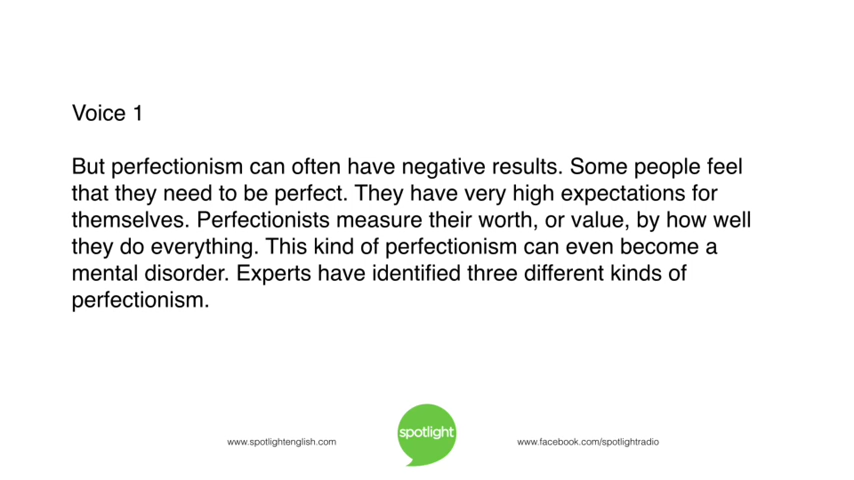 Voice 1
But perfectionism can often have negative results. Some people feel
that they need to be perfect. They have very high expectations for
themselves. Perfectionists measure their worth, or value, by how well
they do everything. This kind of perfectionism can even become a
mental disorder. Experts have identified three different kinds of
perfectionism.
www.spotlightenglish.com
spotlight
www.facebook.com/spotlightradio